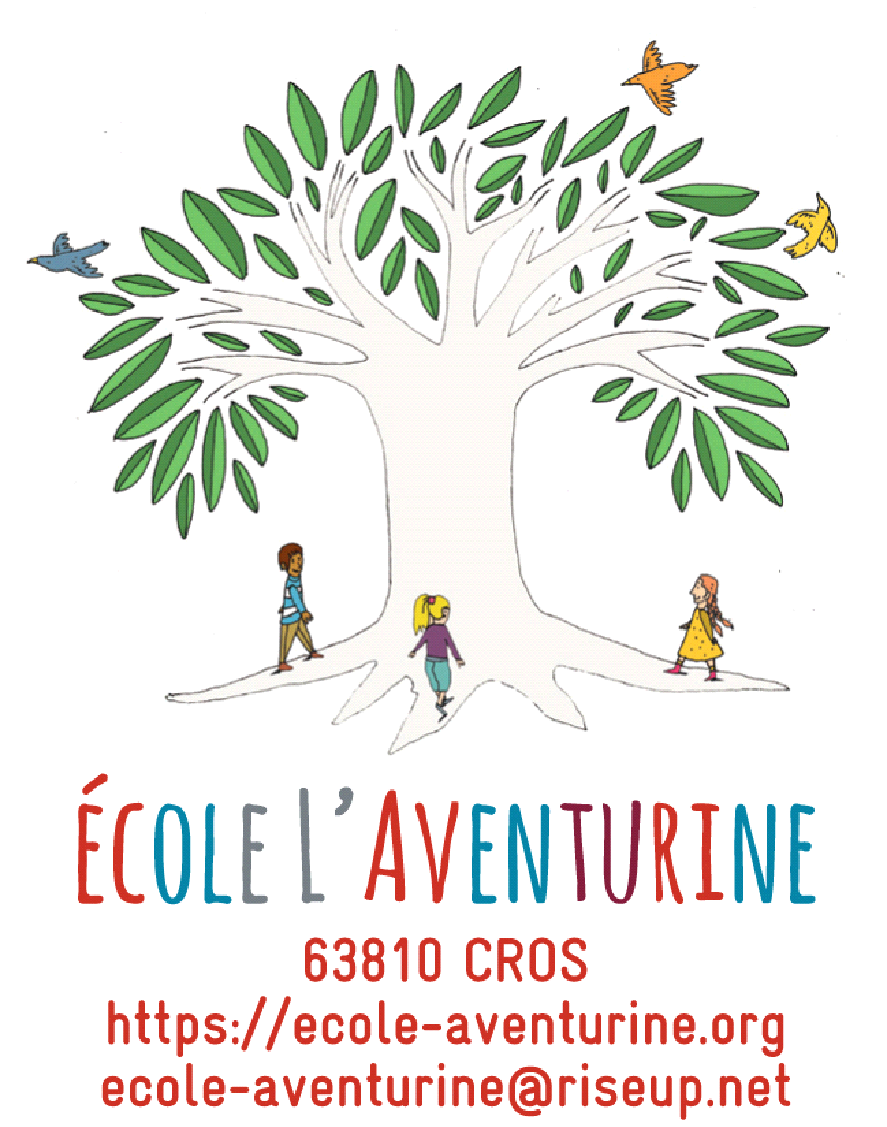 ÉCOLE L'AVENTURINE
63810 CROS
https://ecole-aventurine.org
ecole-aventurine@riseup.net